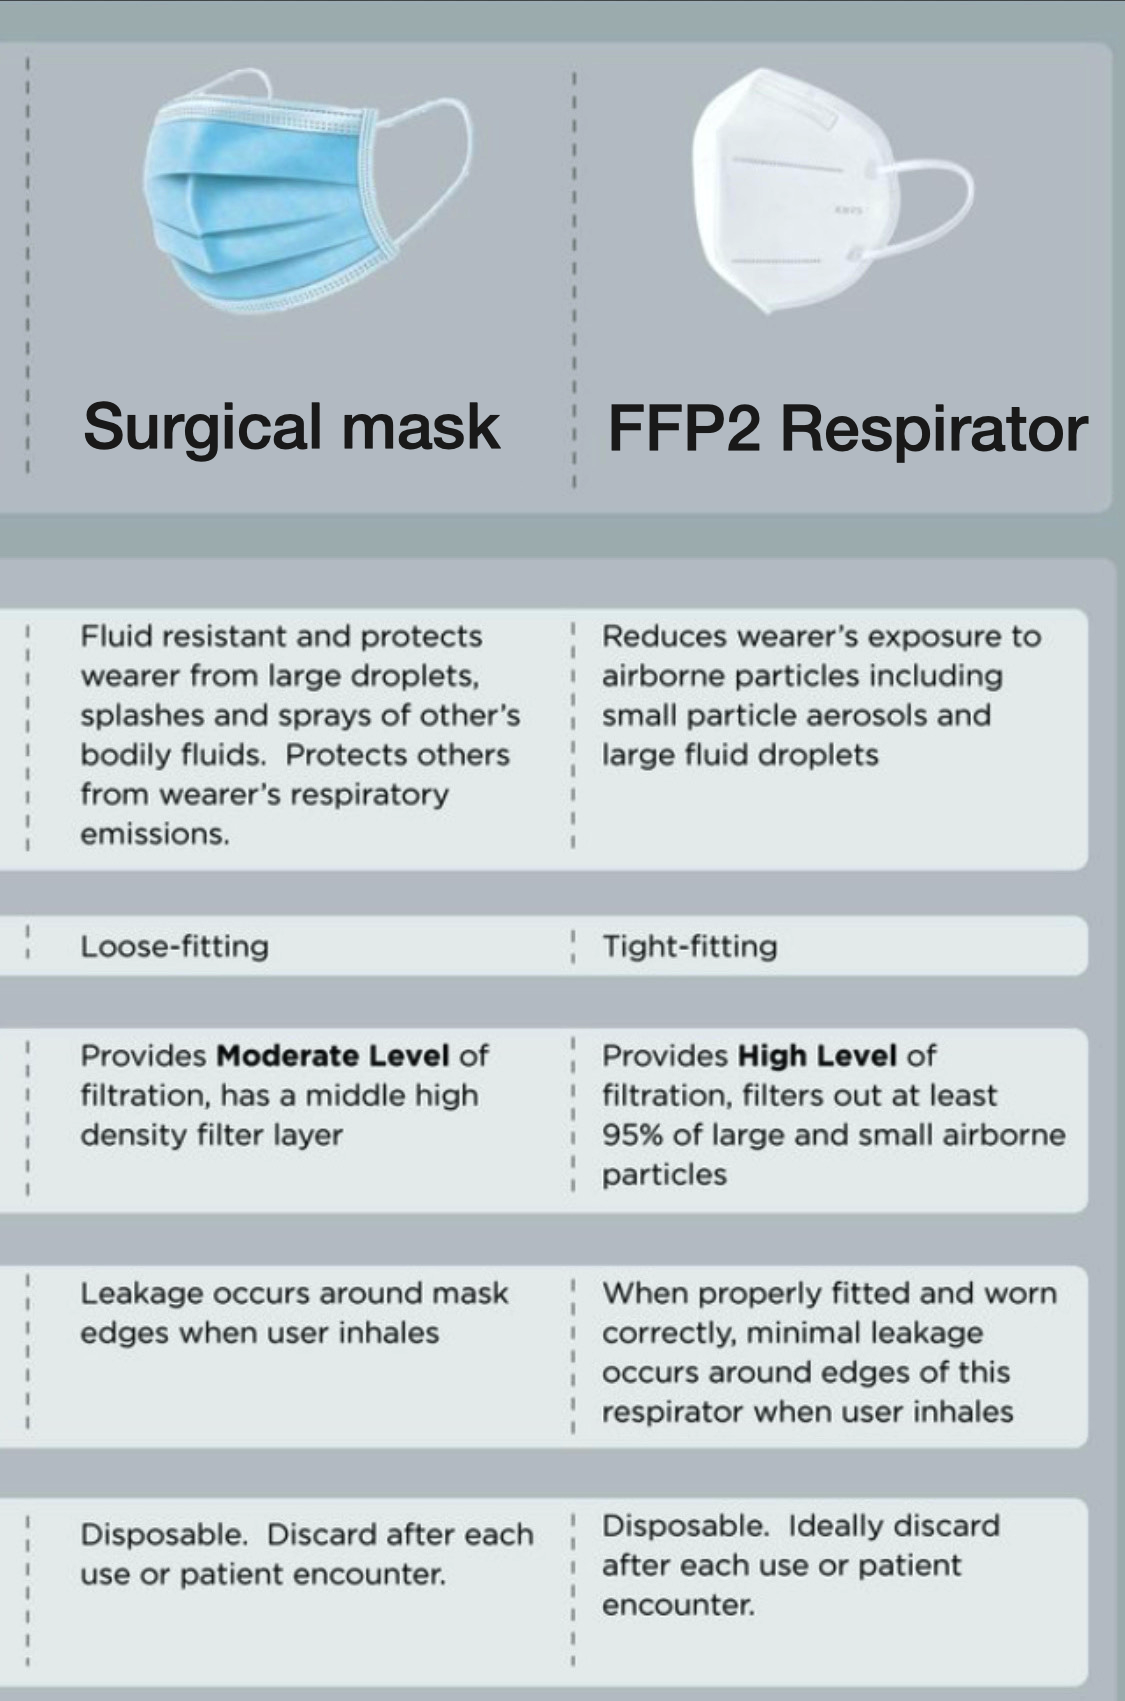 Surgical mask
FFP2 Respirator
Fluid resistant and protects
wearer from large droplets,
splashes and sprays of other's
bodily fluids.  Protects others
from wearer's respiratory
emissions.
Reduces wearer's exposure to
airborne particles including
small particle aerosols and
large fluid droplets
Loose-fitting
Tight-fitting
Provides Moderate Level of
filtration, has a middle high
density filter layer
Provides High Level of
filtration, filters out at least
95% of large and small airborne
particles
Leakage occurs around mask
edges when user inhales
When properly fitted and worn
correctly, minimal leakage
occurs around edges of this
respirator when user inhales
Disposable.  Discard after each
use or patient encounter.
Disposable.  Ideally discard
after each use or patient
encounter.